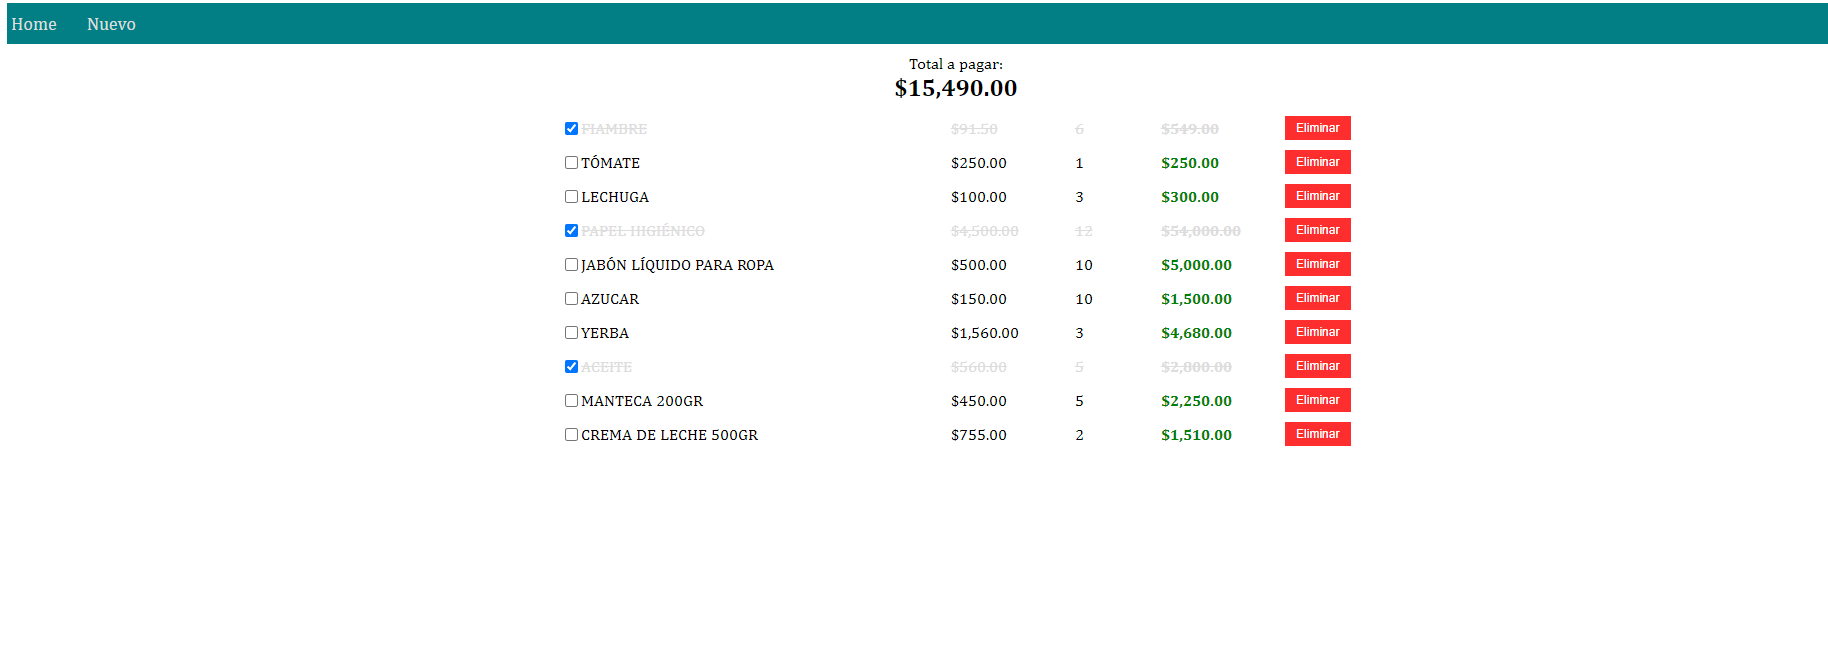 Home Nuevo
Total a pagar:
$15,490.00
FIAMBRE $91.50 6 $549.00 Eliminar
TÓMATE $250.00 1 $250.00 Eliminar
LECHUGA $100.00 3 $300.00 Eliminar
PAPEL HIGIÉNICO $4,500.00 12 $54,000.00 Eliminar
JABÓN LÍQUIDO PARA ROPA $500.00 10 $5,000.00 Eliminar
AZUCAR $150.00 10 $1,500.00 Eliminar
YERBA $1,560.00 3 $4,680.00 Eliminar
ACEITE $560.00 5 $2,800.00 Eliminar
MANTECA 200GR $450.00 5 $2,250.00 Eliminar
CREMA DE LECHE 500GR $755.00 2 $1,510.00 Eliminar